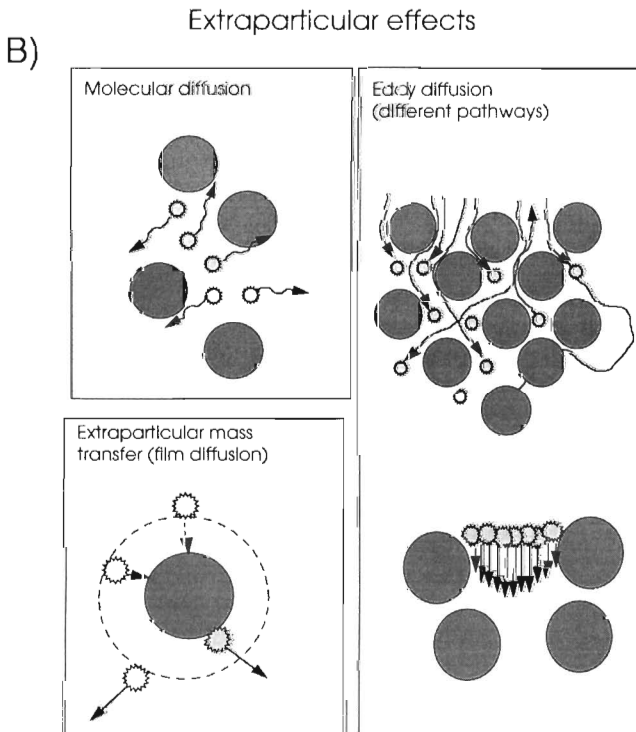 Extraparticular effects
B)
Molecular diffusion
Eddy diffusion
(different pathways)
Extraparticular mass
transfer (film diffusion)